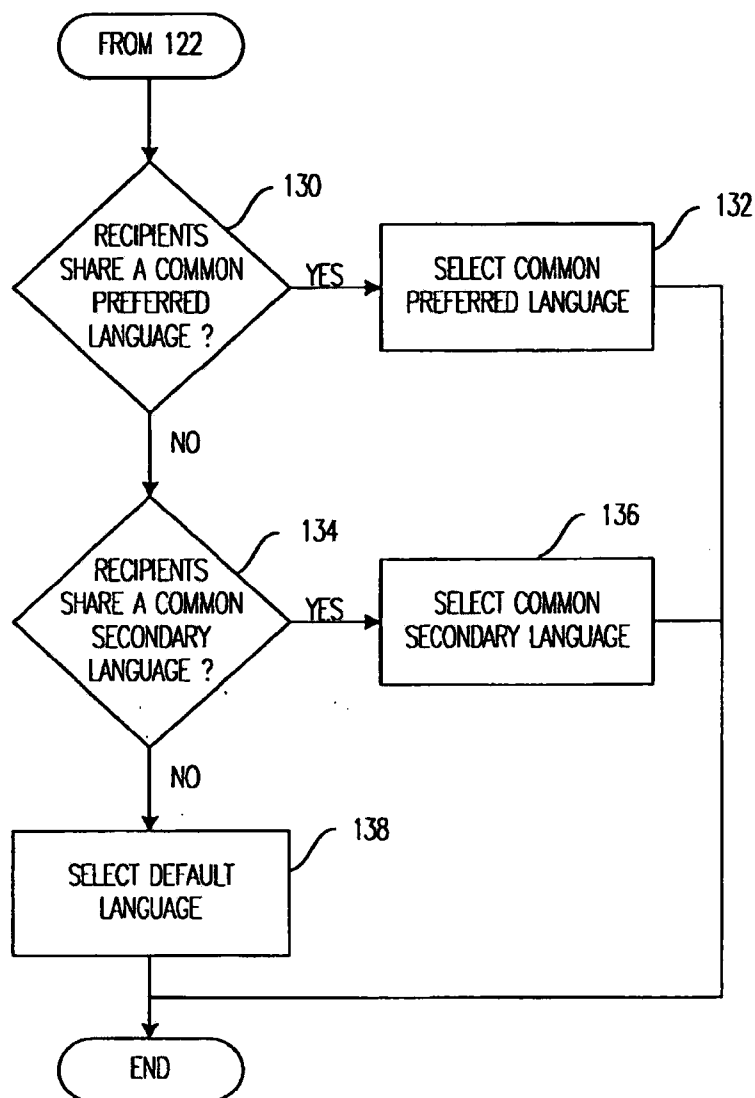 FROM 122
130
RECIPIENTS
SHARE A COMMON
PREFERRED
LANGUAGE ?
YES
132
SELECT COMMON
PREFERRED LANGUAGE
NO
134
RECIPIENTS
SHARE A COMMON
SECONDARY
LANGUAGE ?
YES
136
SELECT COMMON
SECONDARY LANGUAGE
NO
138
SELECT DEFAULT
LANGUAGE
END